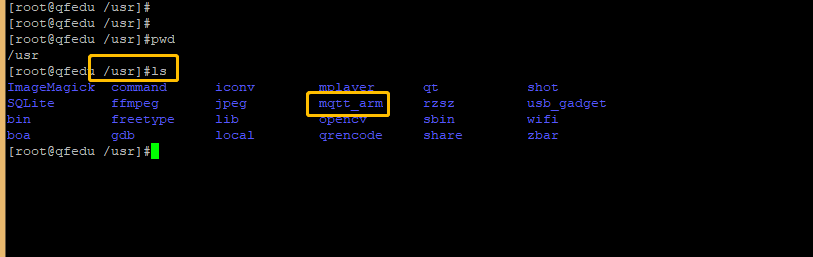 [root@qfedu /usr]#
[root@qfedu /usr]#
[root@qfedu /usr]#pwd
/usr
[root@qfedu /usr]#ls
ImageMagick command iconv mplayer qt shot
SQLite ffmpeg jpeg mqtt_arm rzsz usb_gadget
bin freetype lib opencv sbin wifi
boa gdb local qrencode share zbar
[root@qfedu /usr]#